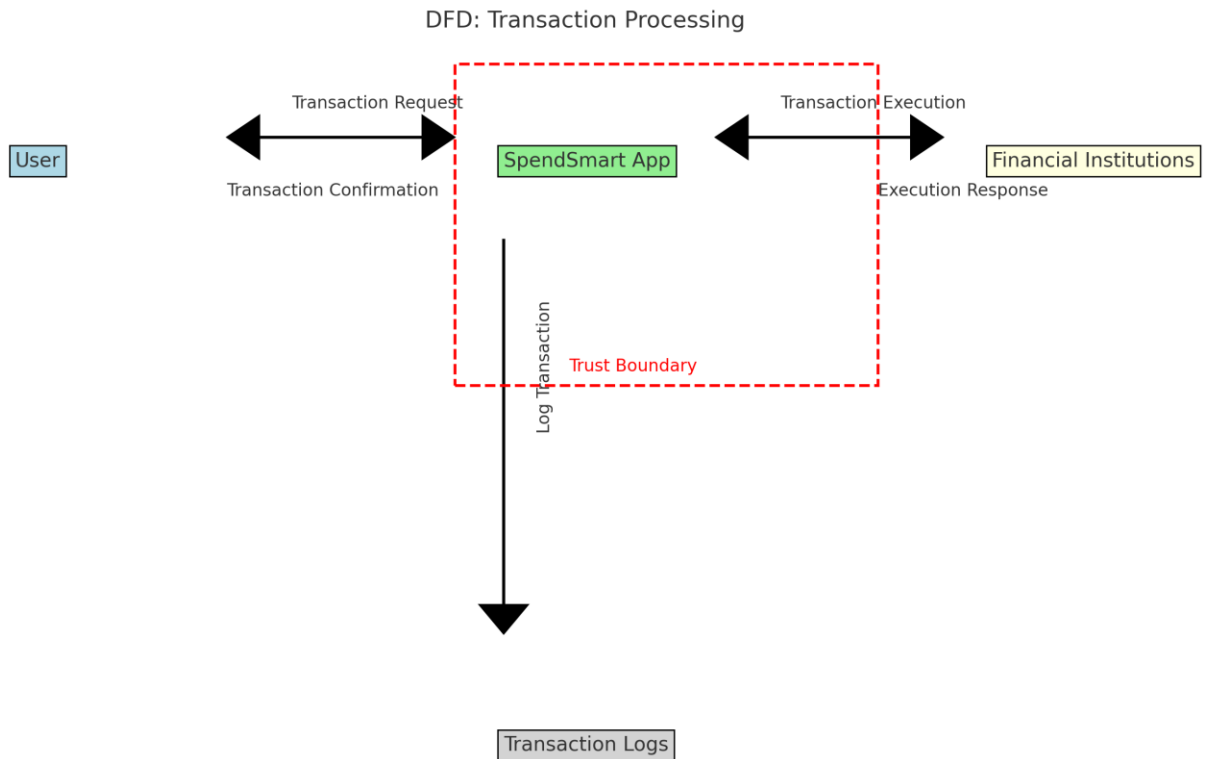 DFD: Transaction Processing
Transaction Request
Transaction Execution
User
SpendSmart App
Financial Institutions
Transaction Confirmation
Execution Response
Log Transaction
Trust Boundary
Transaction Logs